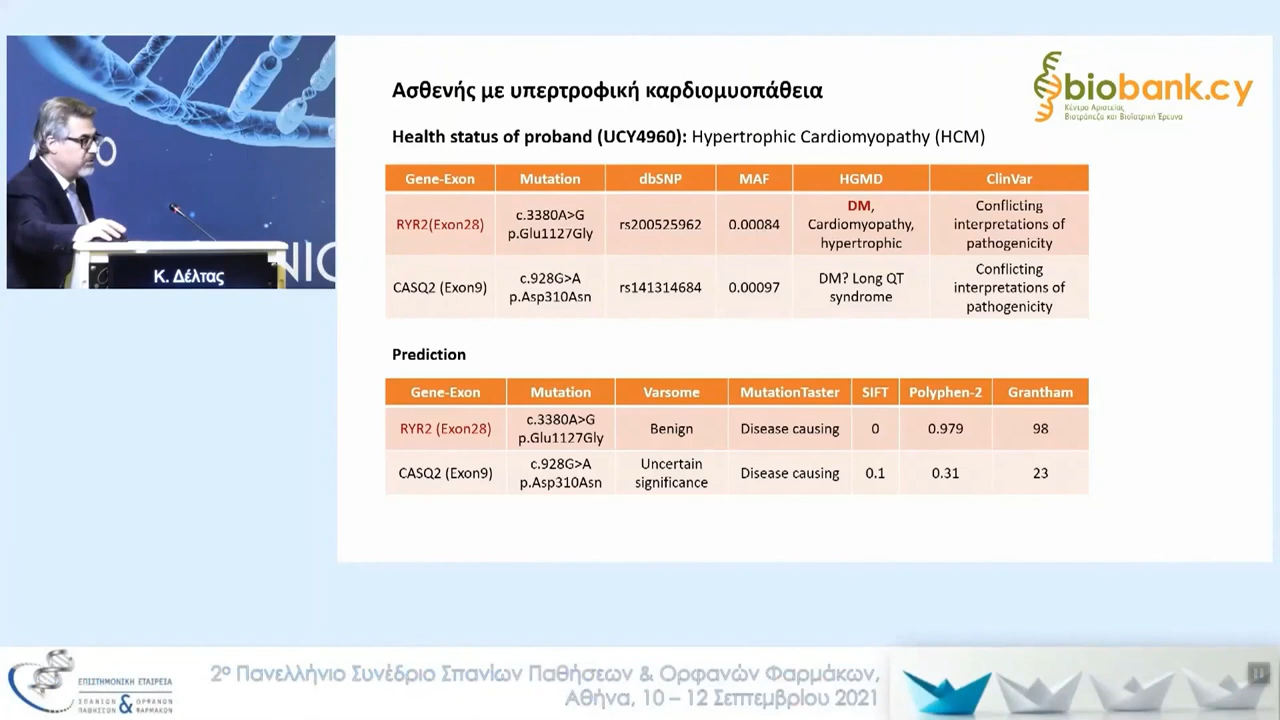 Ασθενής με υπερτροφική καρδιομυοπάθεια
biobank.cy
Κέντρο Αριστείας
Βιοτράπεζα και Βιοϊατρική Έρευνα
Health status of proband (UCY4960): Hypertrophic Cardiomyopathy (HCM)
Gene-Exon Mutation dbSNP MAF HGMD ClinVar
RYR2(Exon28) c.3380A>G p.Glu1127Gly rs200525962 0.00084 DM, Cardiomyopathy, hypertrophic Conflicting interpretations of pathogenicity
CASQ2 (Exon9) c.928G>A p.Asp310Asn rs141314684 0.00097 DM? Long QT syndrome Conflicting interpretations of pathogenicity
Prediction
Gene-Exon Mutation Varsome MutationTaster SIFT Polyphen-2 Grantham
RYR2 (Exon28) c.3380A>G p.Glu1127Gly Benign Disease causing 0 0.979 98
CASQ2 (Exon9) c.928G>A p.Asp310Asn Uncertain significance Disease causing 0.1 0.31 23
Κ. Δέλτας
ΕΠΙΣΤΗΜΟΝΙΚΗ ΕΤΑΙΡΕΙΑ
ΣΠΑΝΙΩΝ & ΟΡΦΑΝΩΝ
ΠΑΘΗΣΕΩΝ & ΦΑΡΜΑΚΩΝ
2ο Πανελλήνιο Συνέδριο Σπανίων Παθήσεων & Ορφανών Φαρμάκων,
Αθήνα, 10 – 12 Σεπτεμβρίου 2021